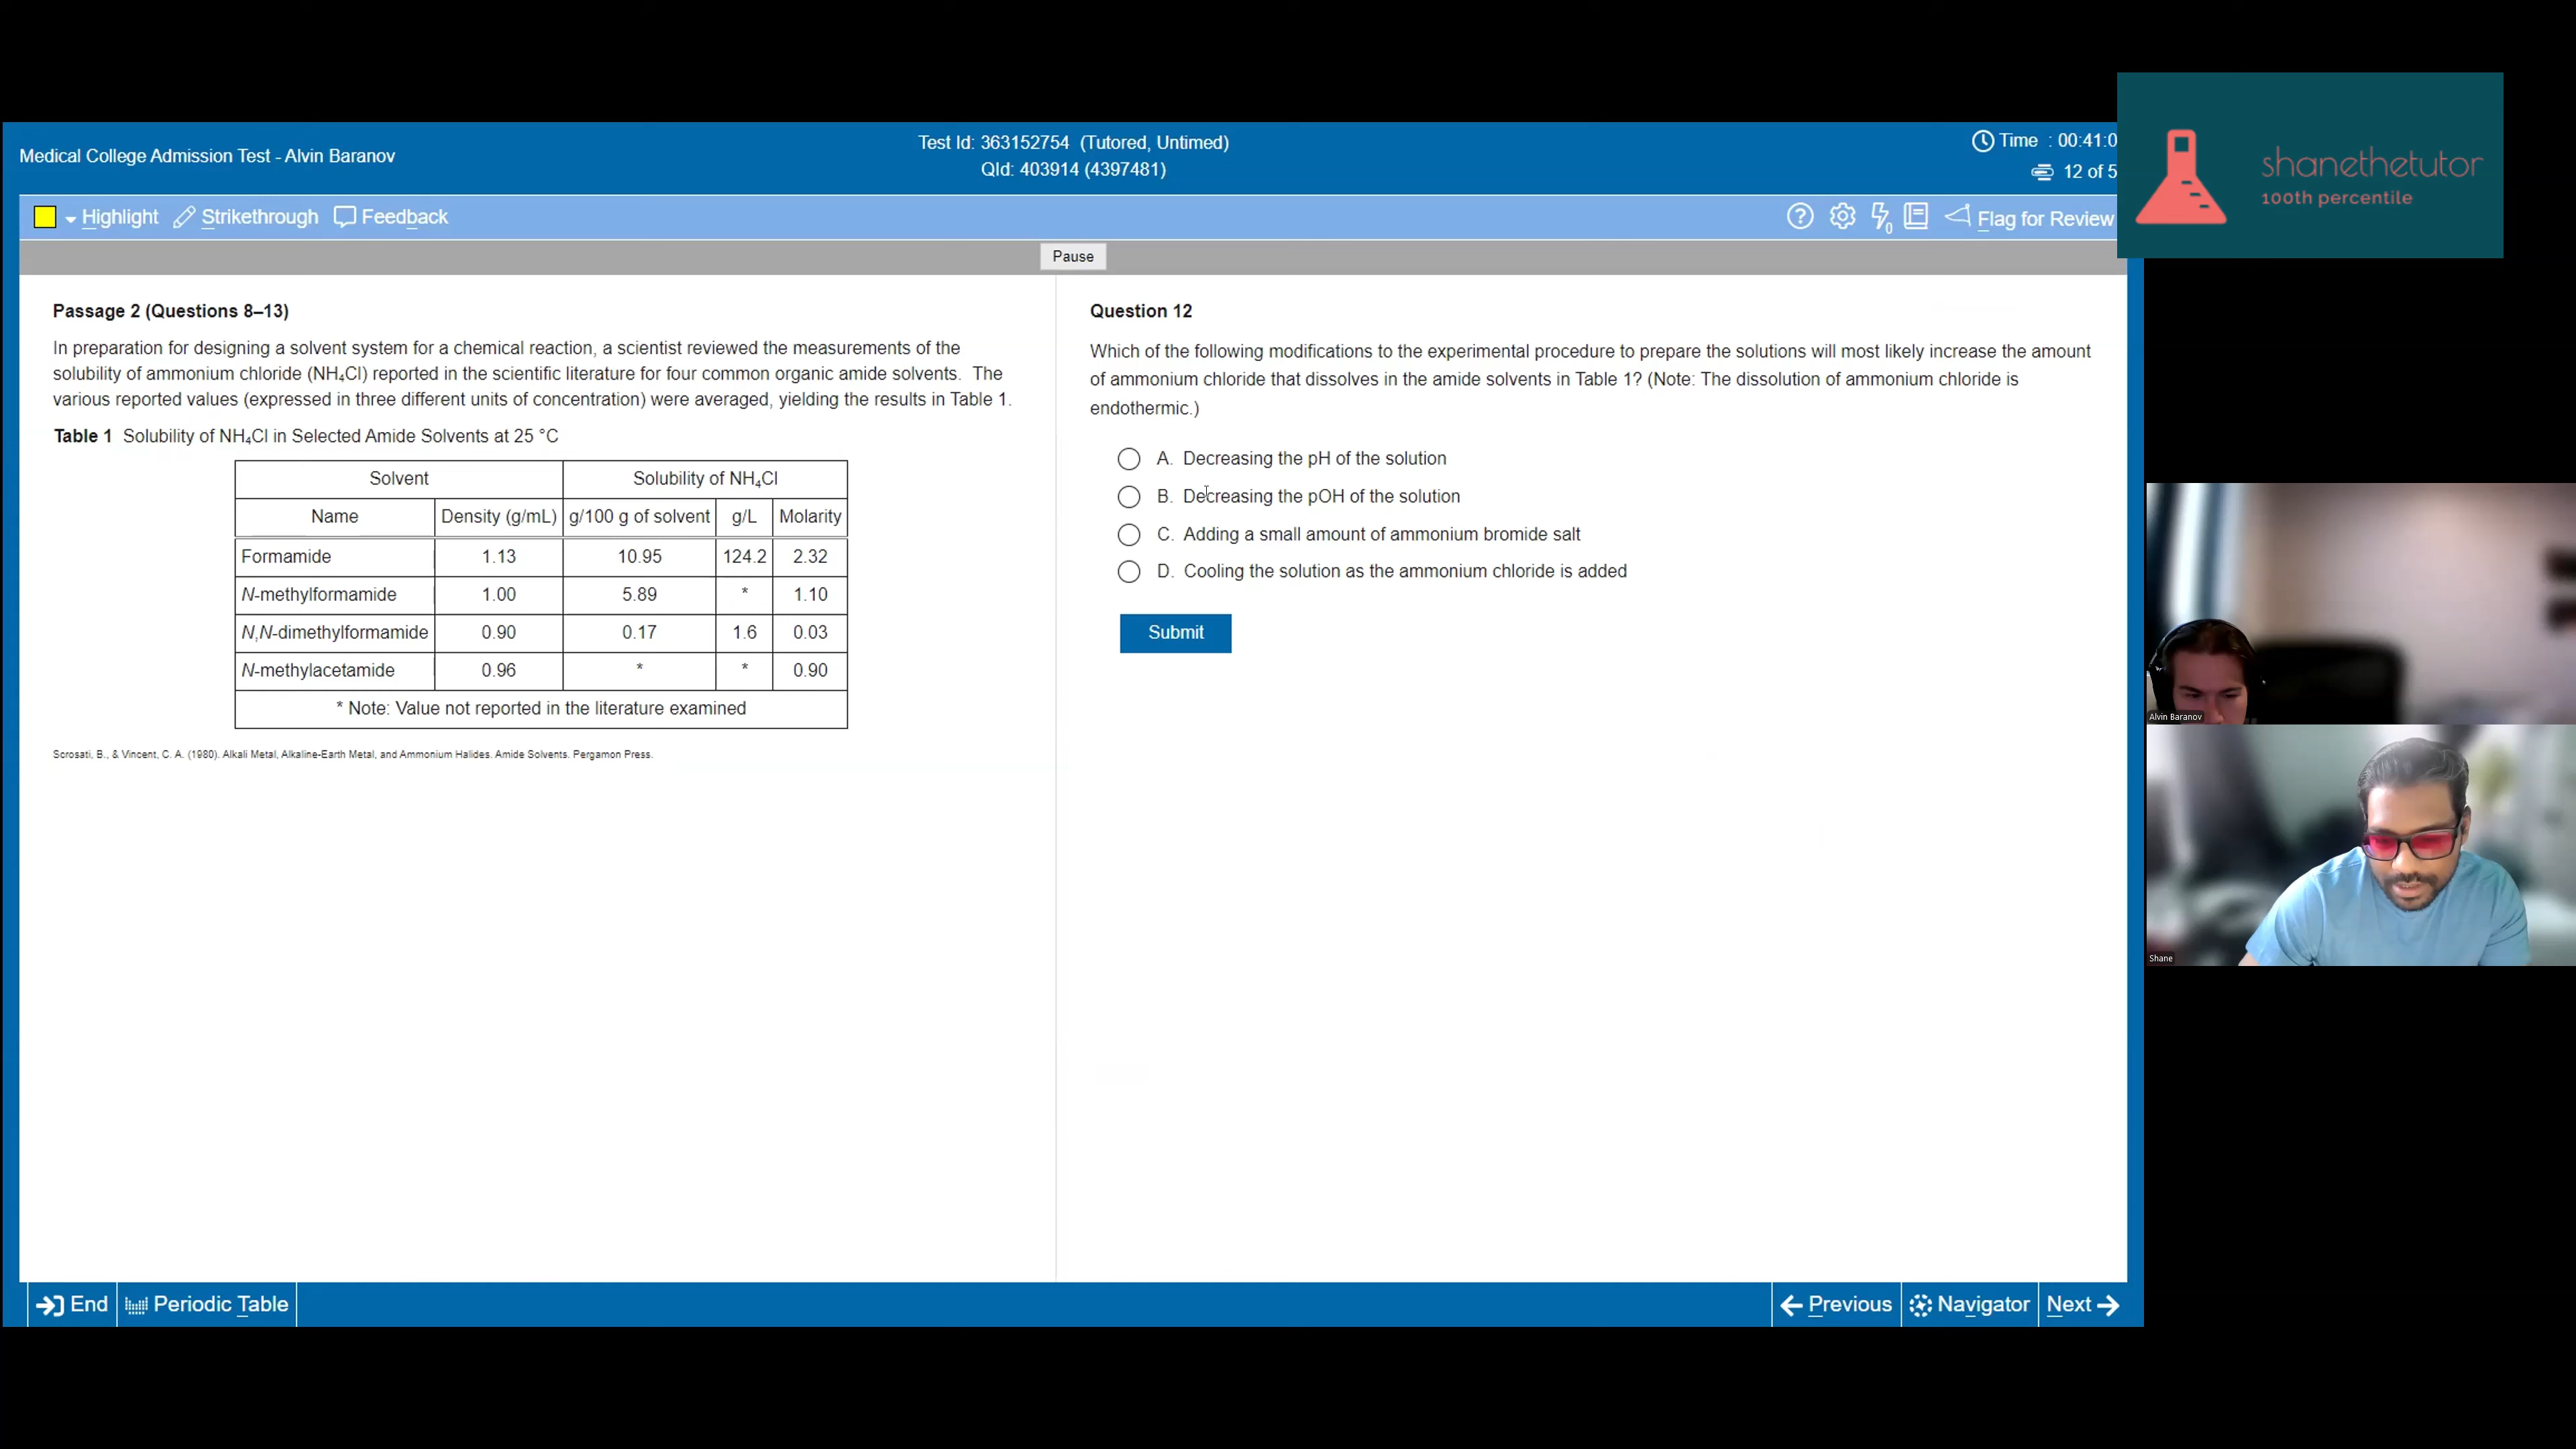 Medical College Admission Test - Alvin Baranov
Test Id: 363152754 (Tutored, Untimed)
QId: 403914 (4397481)
Time : 00:41:0
12 of 5
shanethetutor
100th percentile
Highlight Strikethrough Feedback
Flag for Review
Pause
Passage 2 (Questions 8–13)
In preparation for designing a solvent system for a chemical reaction, a scientist reviewed the measurements of the
solubility of ammonium chloride (NH₄Cl) reported in the scientific literature for four common organic amide solvents. The
various reported values (expressed in three different units of concentration) were averaged, yielding the results in Table 1.
Table 1 Solubility of NH₄Cl in Selected Amide Solvents at 25 °C
Solvent Solubility of NH₄Cl
Name Density (g/mL) g/100 g of solvent g/L Molarity
Formamide 1.13 10.95 124.2 2.32
N-methylformamide 1.00 5.89 * 1.10
N,N-dimethylformamide 0.90 0.17 1.6 0.03
N-methylacetamide 0.96 * * 0.90
* Note: Value not reported in the literature examined
Scrosati, B., & Vincent, C. A. (1980). Alkali Metal, Alkaline-Earth Metal, and Ammonium Halides. Amide Solvents. Pergamon Press.
Question 12
Which of the following modifications to the experimental procedure to prepare the solutions will most likely increase the amount
of ammonium chloride that dissolves in the amide solvents in Table 1? (Note: The dissolution of ammonium chloride is
endothermic.)
A. Decreasing the pH of the solution
B. Decreasing the pOH of the solution
C. Adding a small amount of ammonium bromide salt
D. Cooling the solution as the ammonium chloride is added
Submit
Alvin Baranov
Shane
End Periodic Table
Previous Navigator Next